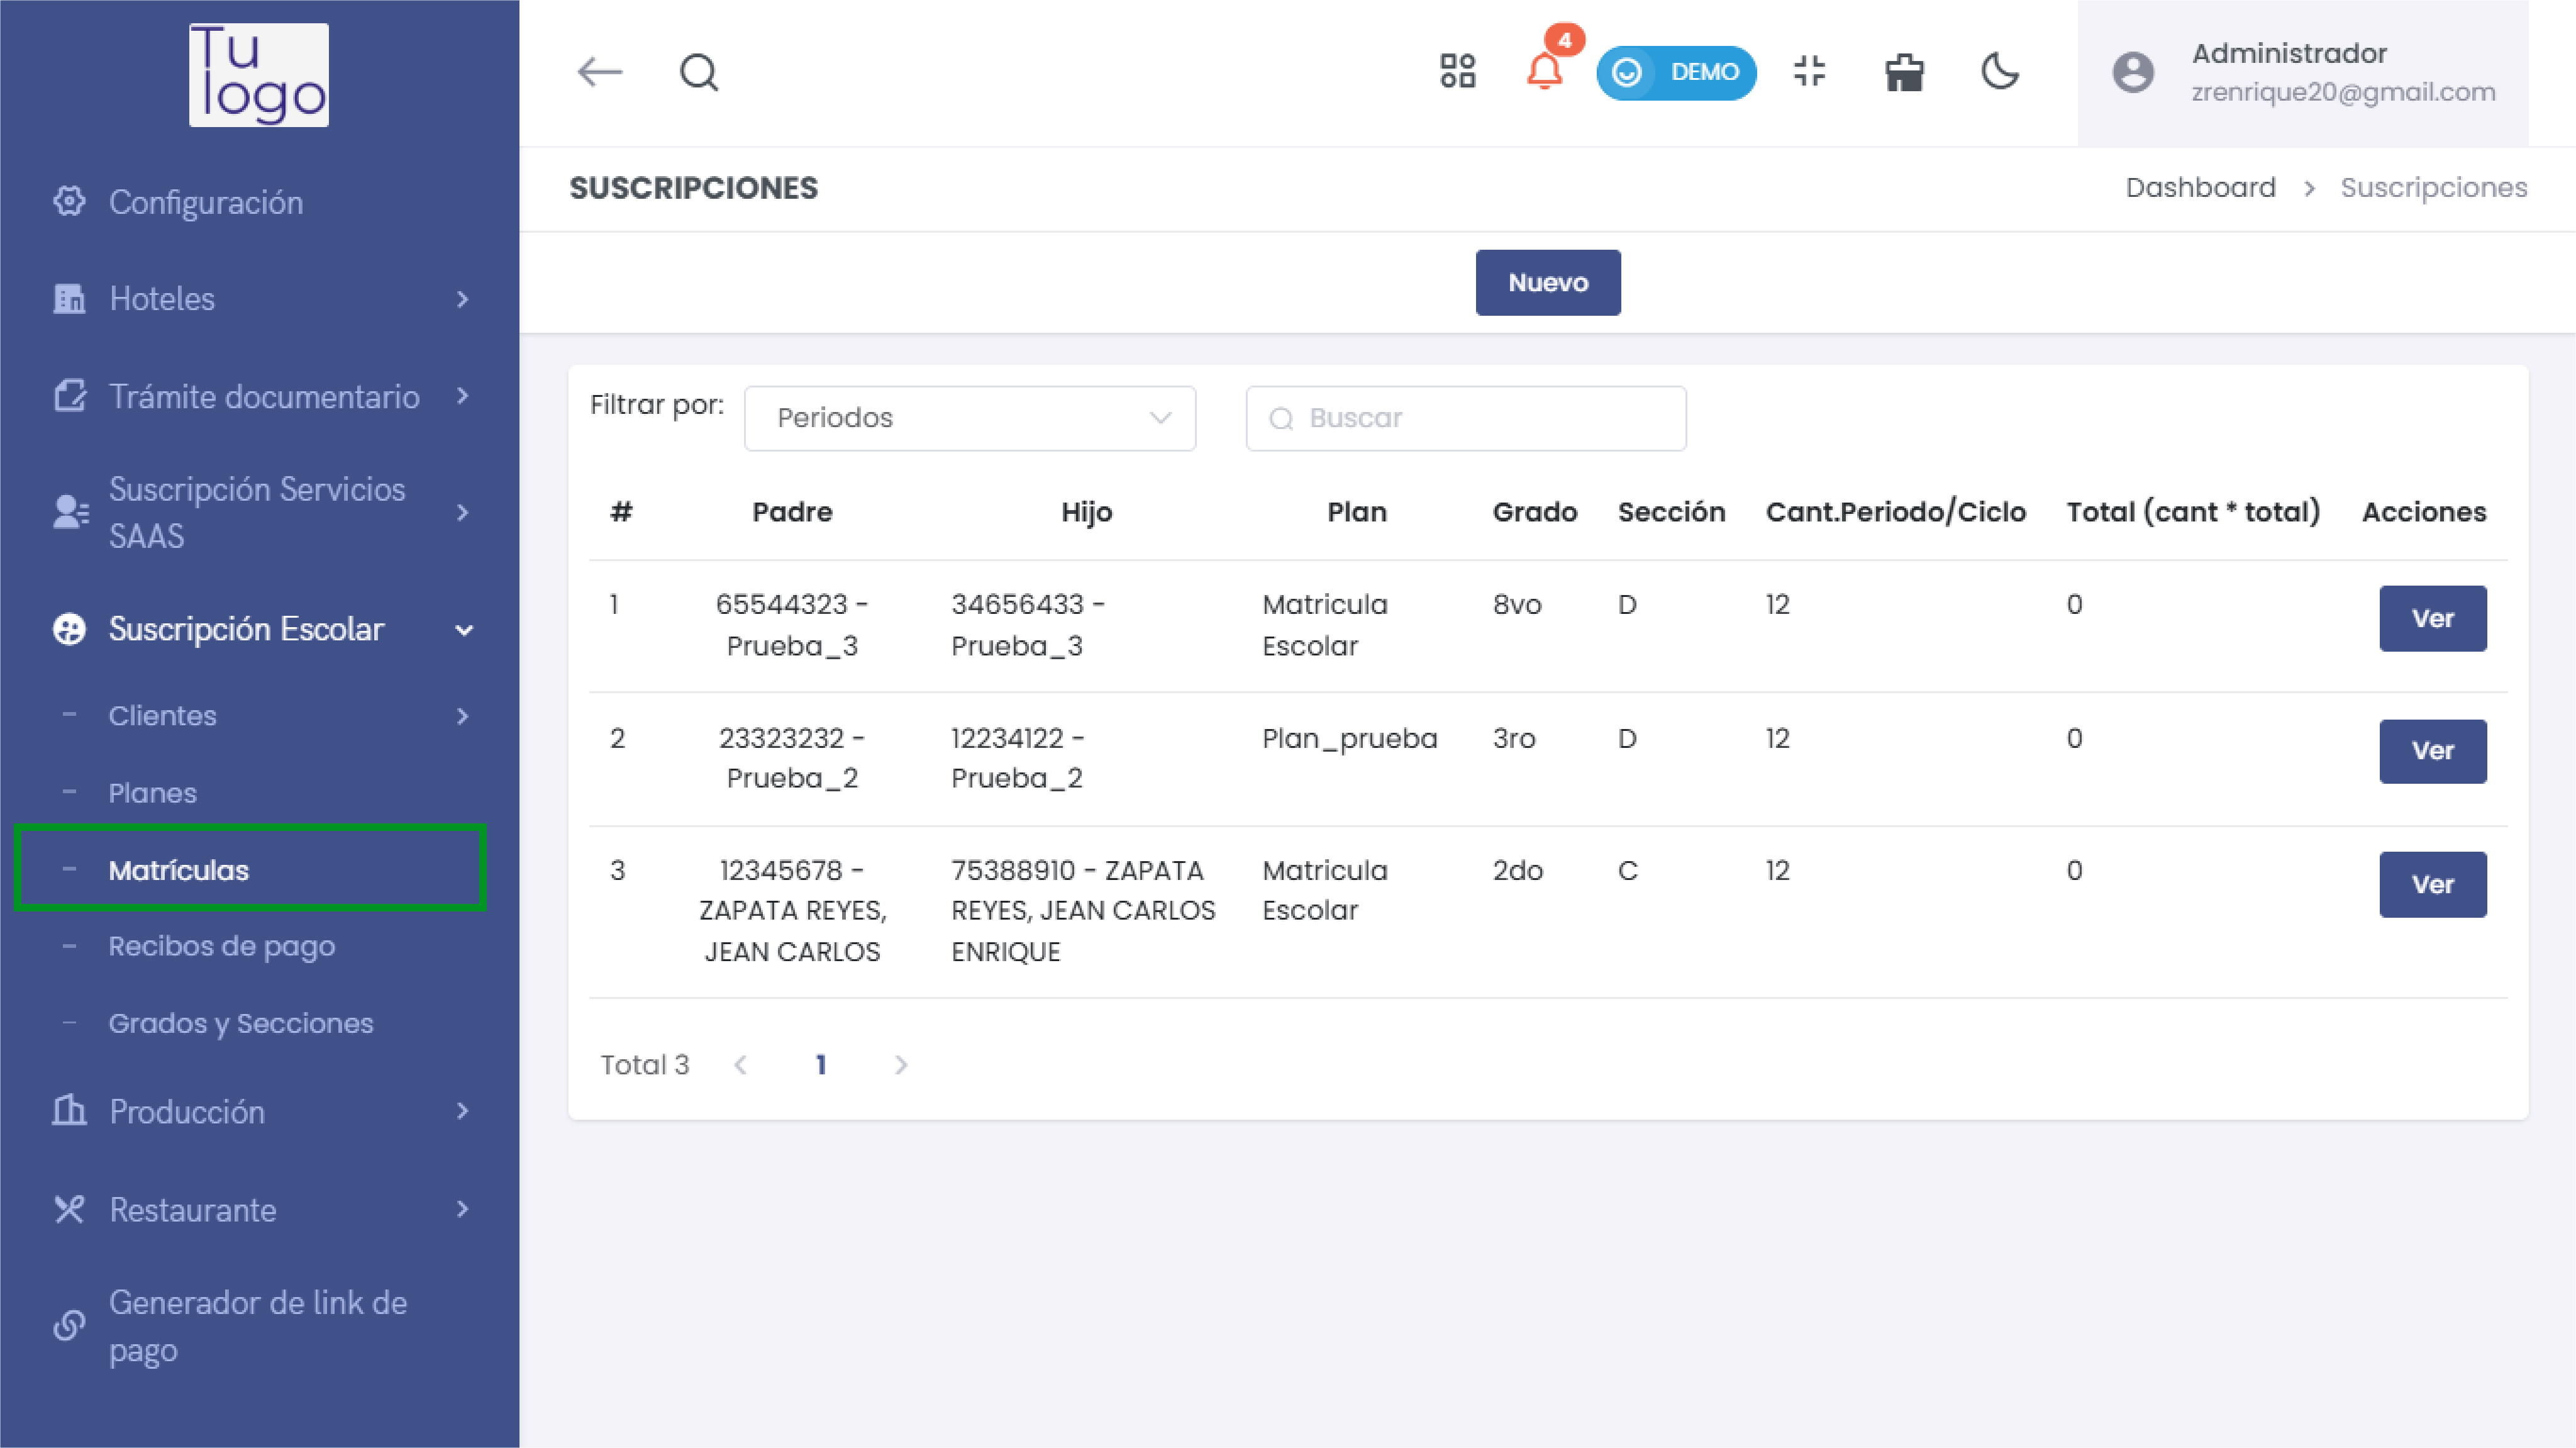 Tu
logo
Configuración
Hoteles
Trámite documentario
Suscripción Servicios
SAAS
Suscripción Escolar
Clientes
Planes
Matrículas
Recibos de pago
Grados y Secciones
Producción
Restaurante
Generador de link de
pago
4
DEMO
Administrador
zrenrique20@gmail.com
SUSCRIPCIONES
Dashboard > Suscripciones
Nuevo
Filtrar por: Periodos Buscar
# Padre Hijo Plan Grado Sección Cant.Periodo/Ciclo Total (cant * total) Acciones
1 65544323 - 34656433 - Matricula 8vo D 12 0 Ver
Prueba_3 Prueba_3 Escolar
2 23323232 - 12234122 - Plan_prueba 3ro D 12 0 Ver
Prueba_2 Prueba_2
3 12345678 - 75388910 - ZAPATA Matricula 2do C 12 0 Ver
ZAPATA REYES, REYES, JEAN CARLOS Escolar
JEAN CARLOS ENRIQUE
Total 3 < 1 >